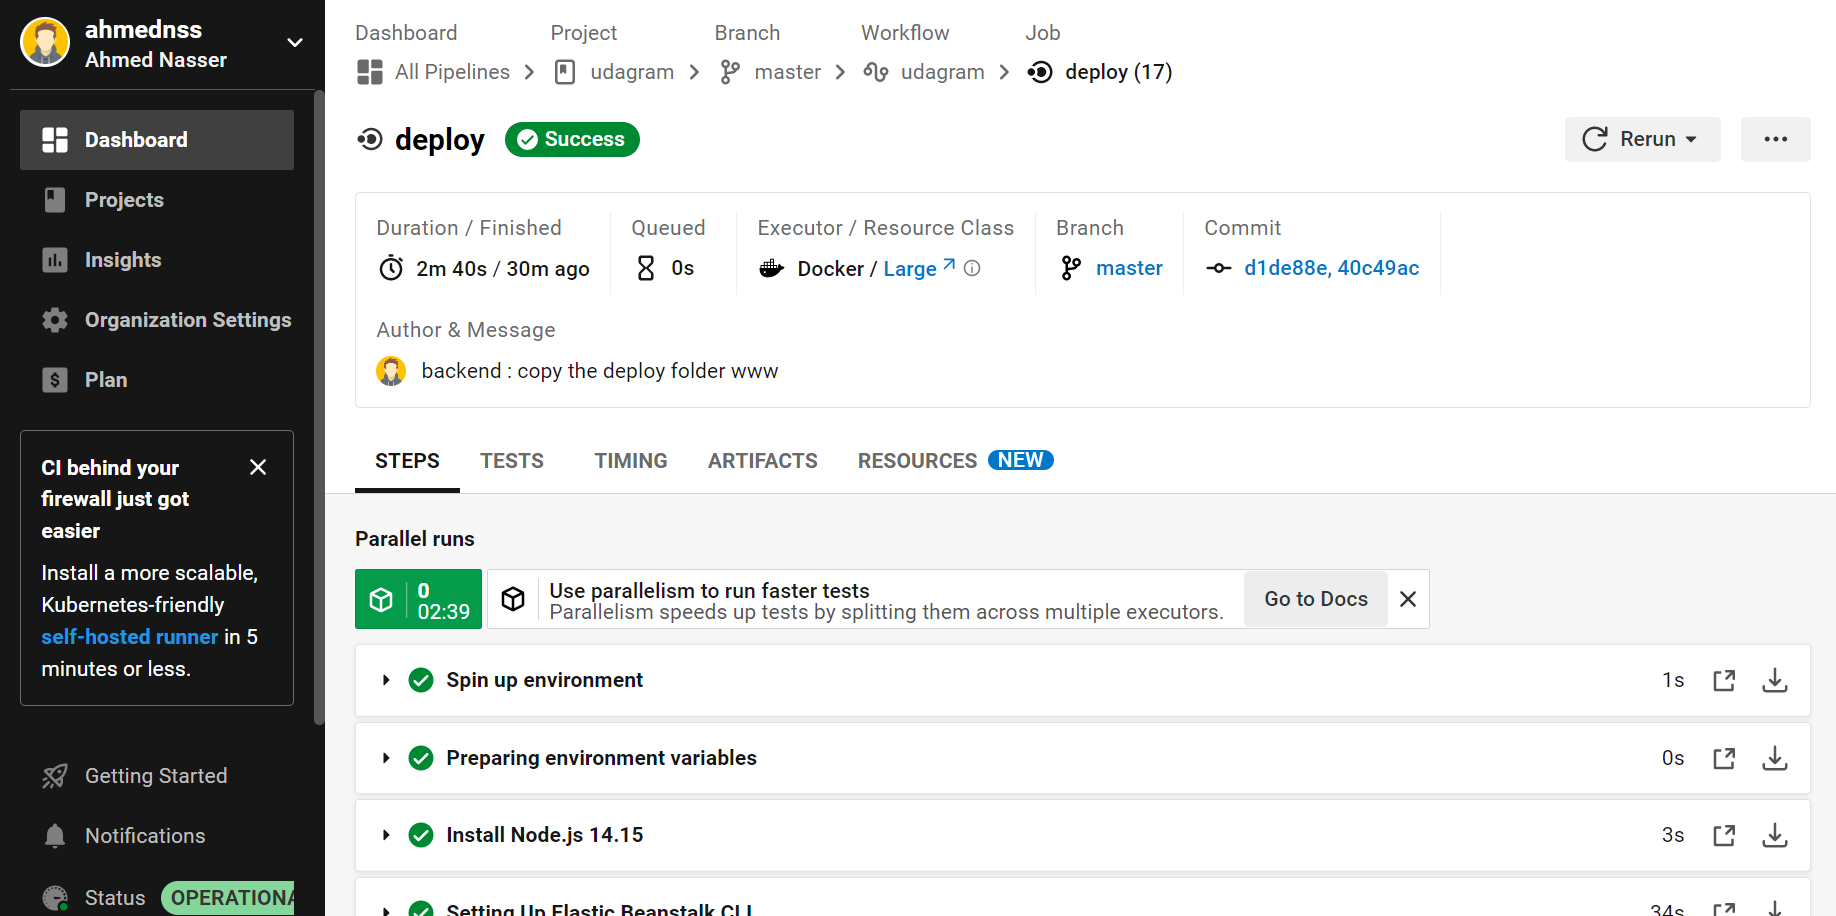 ahmednss
Ahmed Nasser
Dashboard
Projects
Insights
Organization Settings
Plan
CI behind your
firewall just got
easier
Install a more scalable,
Kubernetes-friendly
self-hosted runner in 5
minutes or less.
Getting Started
Notifications
Status OPERATIONA
Dashboard Project Branch Workflow Job
All Pipelines udagram master udagram deploy (17)
deploy Success Rerun
Duration / Finished Queued Executor / Resource Class Branch Commit
2m 40s / 30m ago 0s Docker / Large master d1de88e, 40c49ac
Author & Message
backend : copy the deploy folder www
STEPS TESTS TIMING ARTIFACTS RESOURCES NEW
Parallel runs
0
02:39
Use parallelism to run faster tests
Parallelism speeds up tests by splitting them across multiple executors.
Go to Docs
Spin up environment 1s
Preparing environment variables 0s
Install Node.js 14.15 3s
Setting Up Elastic Beanstalk CLI 34s